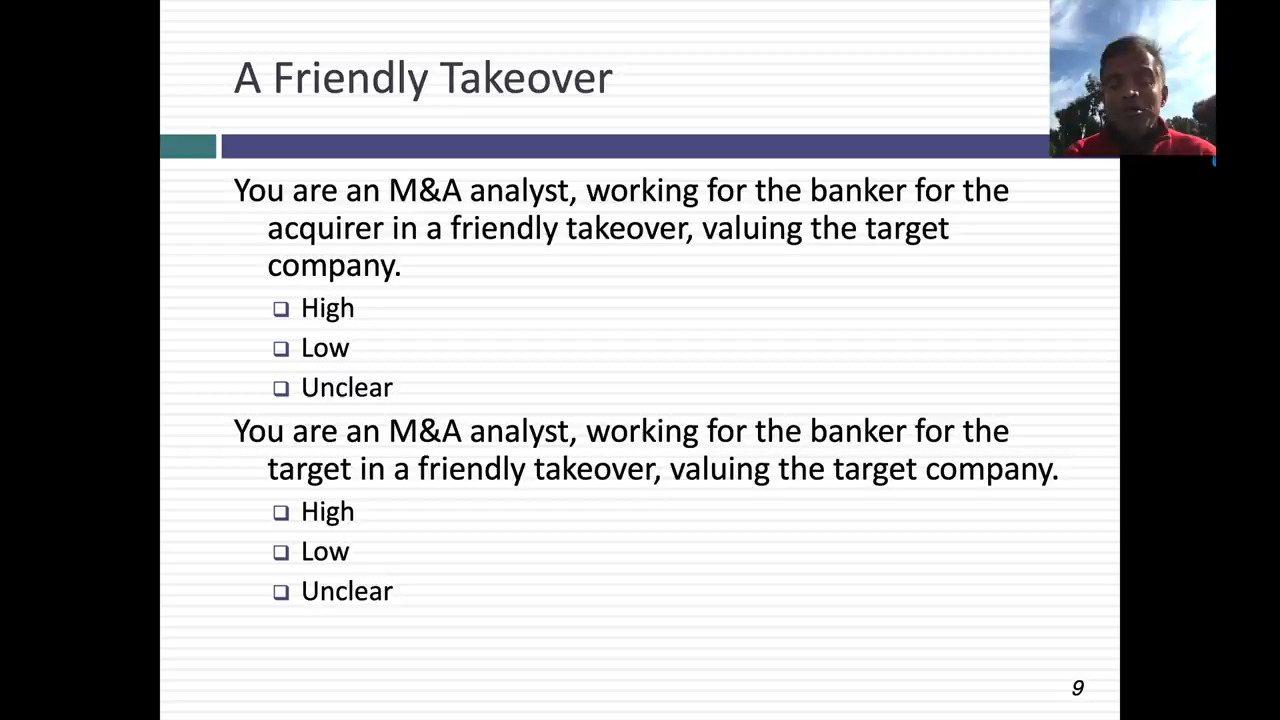 A Friendly Takeover
You are an M&A analyst, working for the banker for the
acquirer in a friendly takeover, valuing the target
company.
❑ High
❑ Low
❑ Unclear
You are an M&A analyst, working for the banker for the
target in a friendly takeover, valuing the target company.
❑ High
❑ Low
❑ Unclear
9